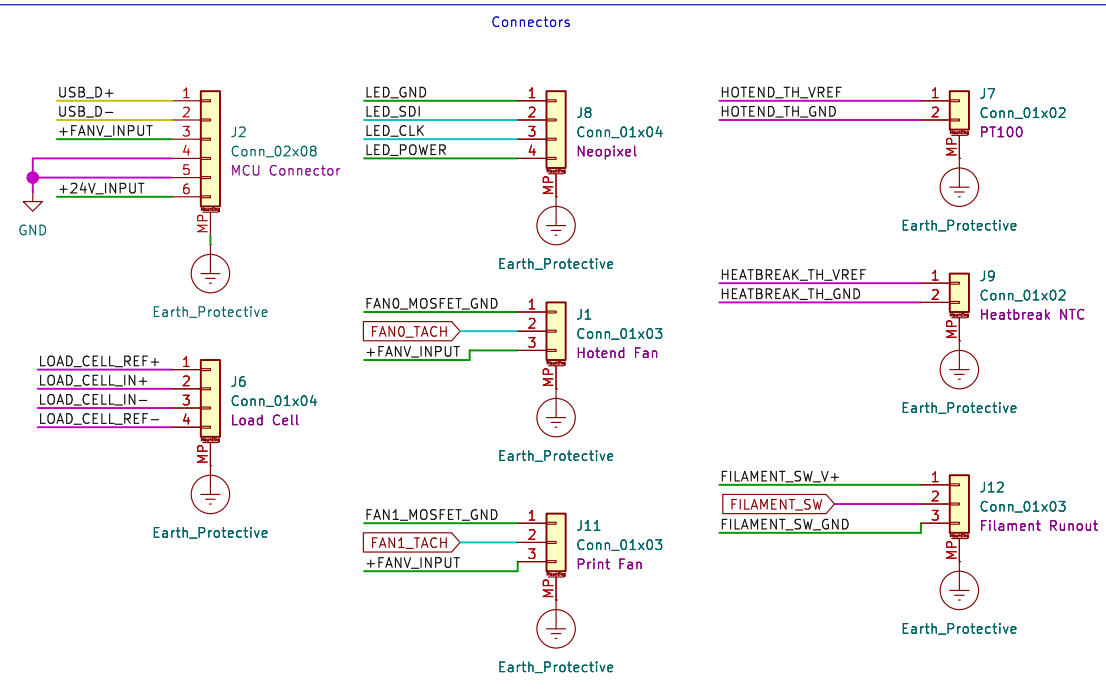 Connectors
USB_D+
1
USB_D-
2
+FANV_INPUT
3
4
5
+24V_INPUT
6
J2
Conn_02x08
MCU Connector
GND
MP
Earth_Protective
LOAD_CELL_REF+
1
LOAD_CELL_IN+
2
LOAD_CELL_IN-
3
LOAD_CELL_REF-
4
J6
Conn_01x04
Load Cell
MP
Earth_Protective
LED_GND
1
LED_SDI
2
LED_CLK
3
LED_POWER
4
J8
Conn_01x04
Neopixel
MP
Earth_Protective
FAN0_MOSFET_GND
1
FAN0_TACH
2
+FANV_INPUT
3
J1
Conn_01x03
Hotend Fan
MP
Earth_Protective
FAN1_MOSFET_GND
1
FAN1_TACH
2
+FANV_INPUT
3
J11
Conn_01x03
Print Fan
MP
Earth_Protective
HOTEND_TH_VREF
1
HOTEND_TH_GND
2
J7
Conn_01x02
PT100
MP
Earth_Protective
HEATBREAK_TH_VREF
1
HEATBREAK_TH_GND
2
J9
Conn_01x02
Heatbreak NTC
MP
Earth_Protective
FILAMENT_SW_V+
1
FILAMENT_SW
2
FILAMENT_SW_GND
3
J12
Conn_01x03
Filament Runout
MP
Earth_Protective